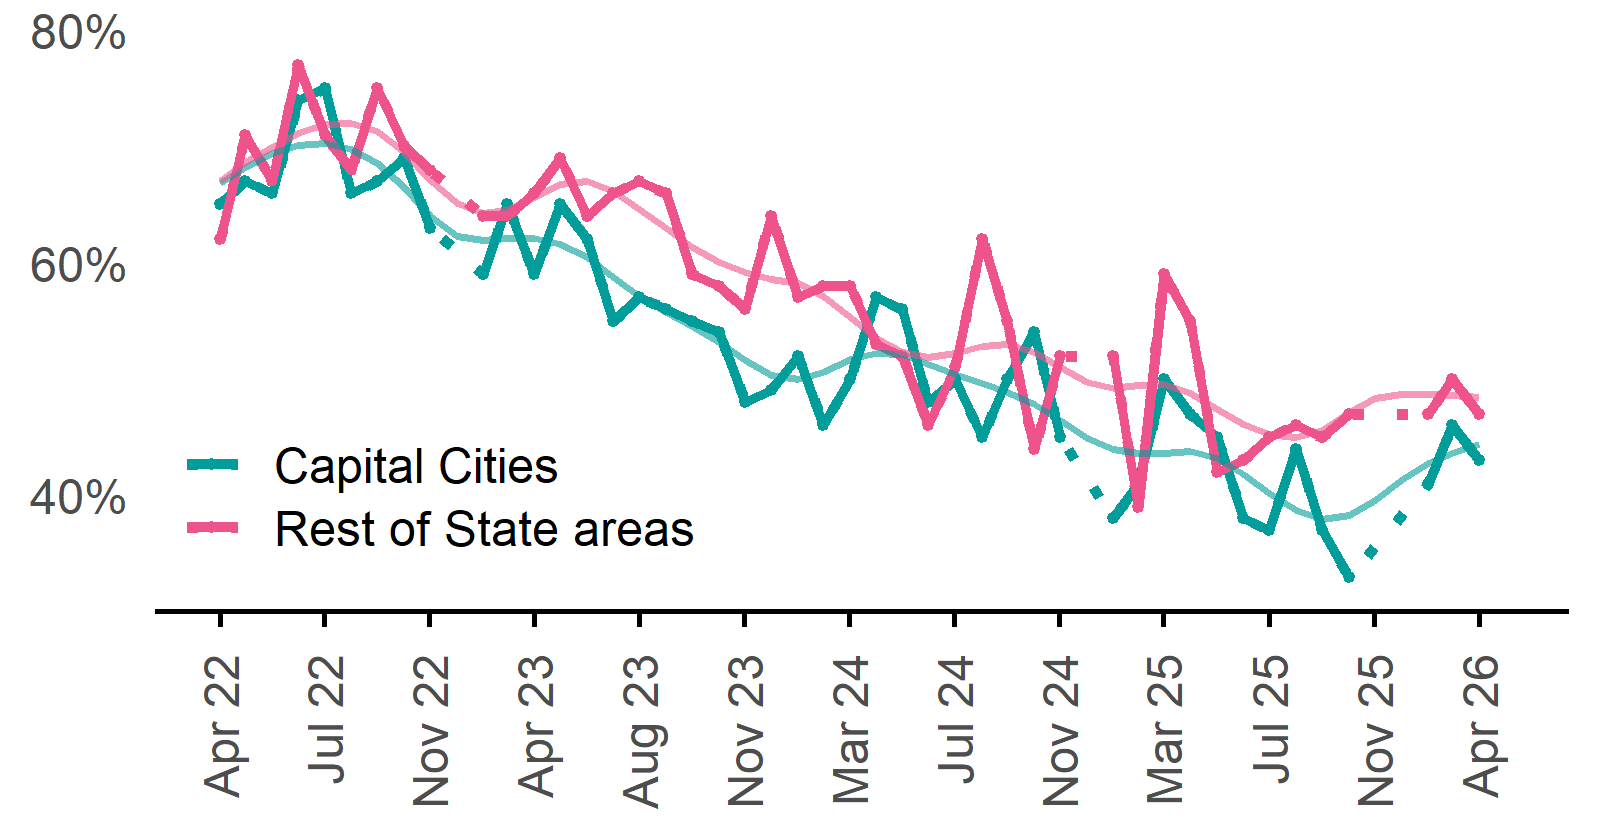 80%
60%
40%
Capital Cities
Rest of State areas
Apr 22
Jul 22
Nov 22
Apr 23
Aug 23
Nov 23
Mar 24
Jul 24
Nov 24
Mar 25
Jul 25
Nov 25
Apr 26